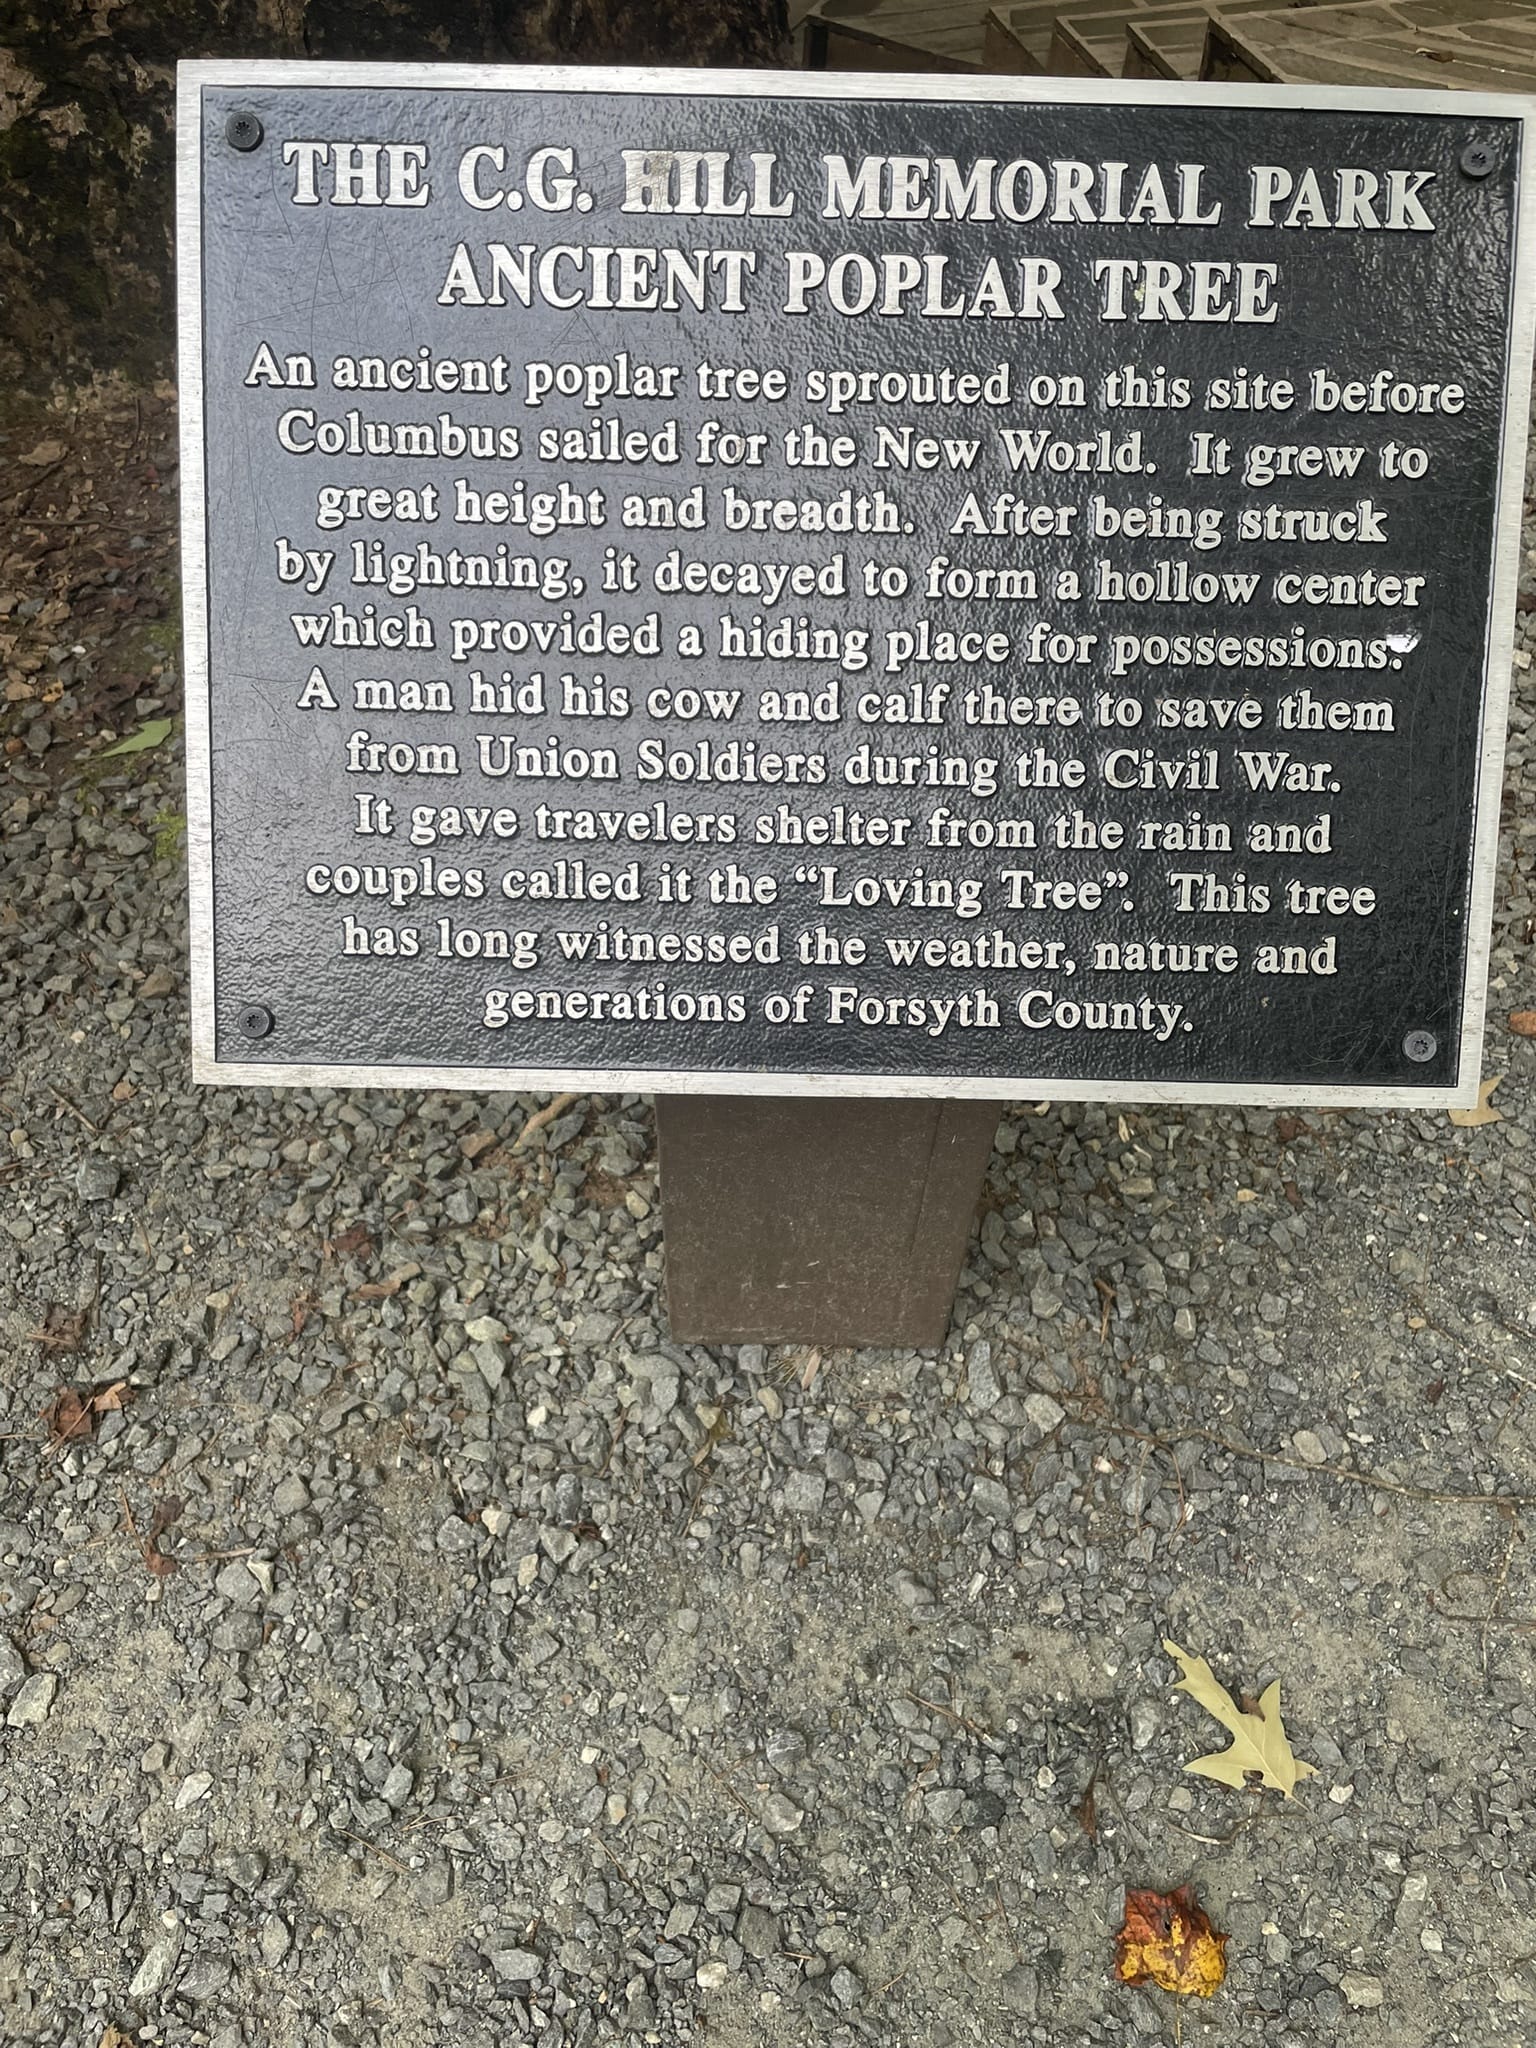 THE C.G. HILL MEMORIAL PARK
ANCIENT POPLAR TREE
An ancient poplar tree sprouted on this site before
Columbus sailed for the New World. It grew to
great height and breadth. After being struck
by lightning, it decayed to form a hollow center
which provided a hiding place for possessions.
A man hid his cow and calf there to save them
from Union Soldiers during the Civil War.
It gave travelers shelter from the rain and
couples called it the “Loving Tree”. This tree
has long witnessed the weather, nature and
generations of Forsyth County.